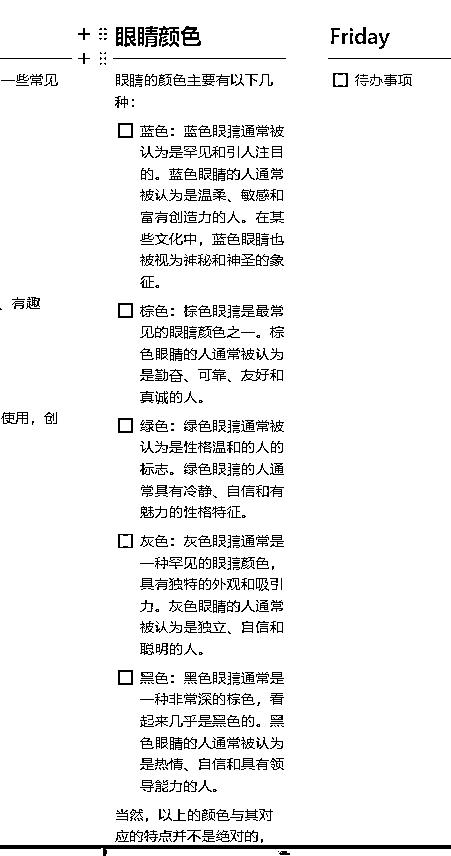 眼睛颜色
Friday
一些常见
眼睛的颜色主要有以下几
种：
蓝色：蓝色眼睛通常被
认为是罕见和引人注目
的。蓝色眼睛的人通常
被认为是温柔、敏感和
富有创造力的人。在某
些文化中，蓝色眼睛也
被视为神秘和神圣的象
征。
棕色：棕色眼睛是最常
见的眼睛颜色之一。棕
色眼睛的人通常被认为
是勤奋、可靠、友好和
真诚的人。
绿色：绿色眼睛通常被
认为是性格温和的人的
标志。绿色眼睛的人通
常具有冷静、自信和有
魅力的性格特征。
灰色：灰色眼睛通常是
一种罕见的眼睛颜色，
具有独特的外观和吸引
力。灰色眼睛的人通常
被认为是独立、自信和
聪明的人。
黑色：黑色眼睛通常是
一种非常深的棕色，看
起来几乎是黑色的。黑
色眼睛的人通常被认为
是热情、自信和具有领
导能力的人。
当然，以上的颜色与其对
应的特点并不是绝对的，
待办事项
、有趣
使用，创